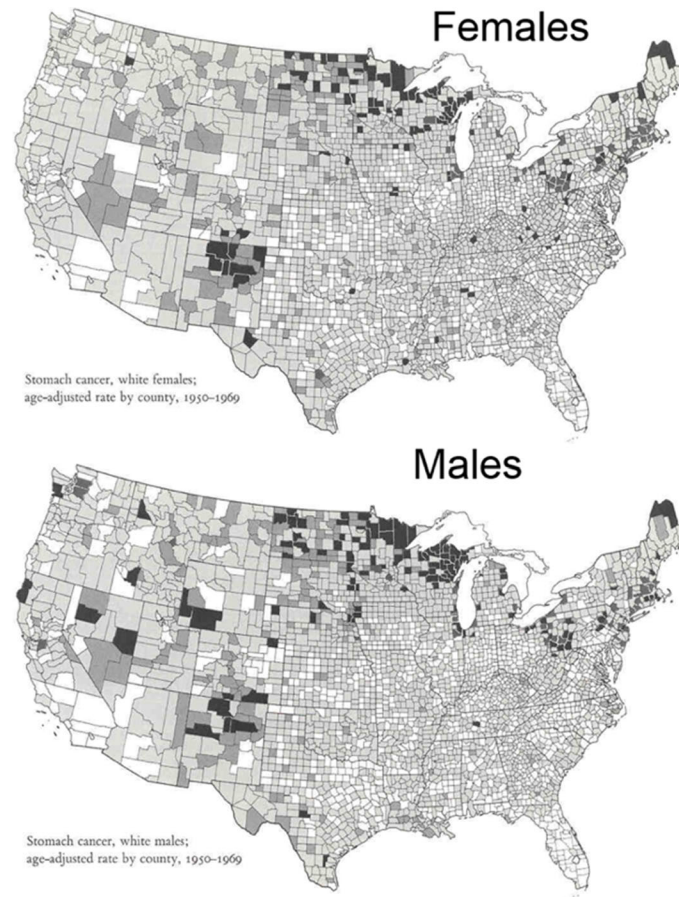 Females
Stomach cancer, white females;
age-adjusted rate by county, 1950–1969
Males
Stomach cancer, white males;
age-adjusted rate by county, 1950–1969